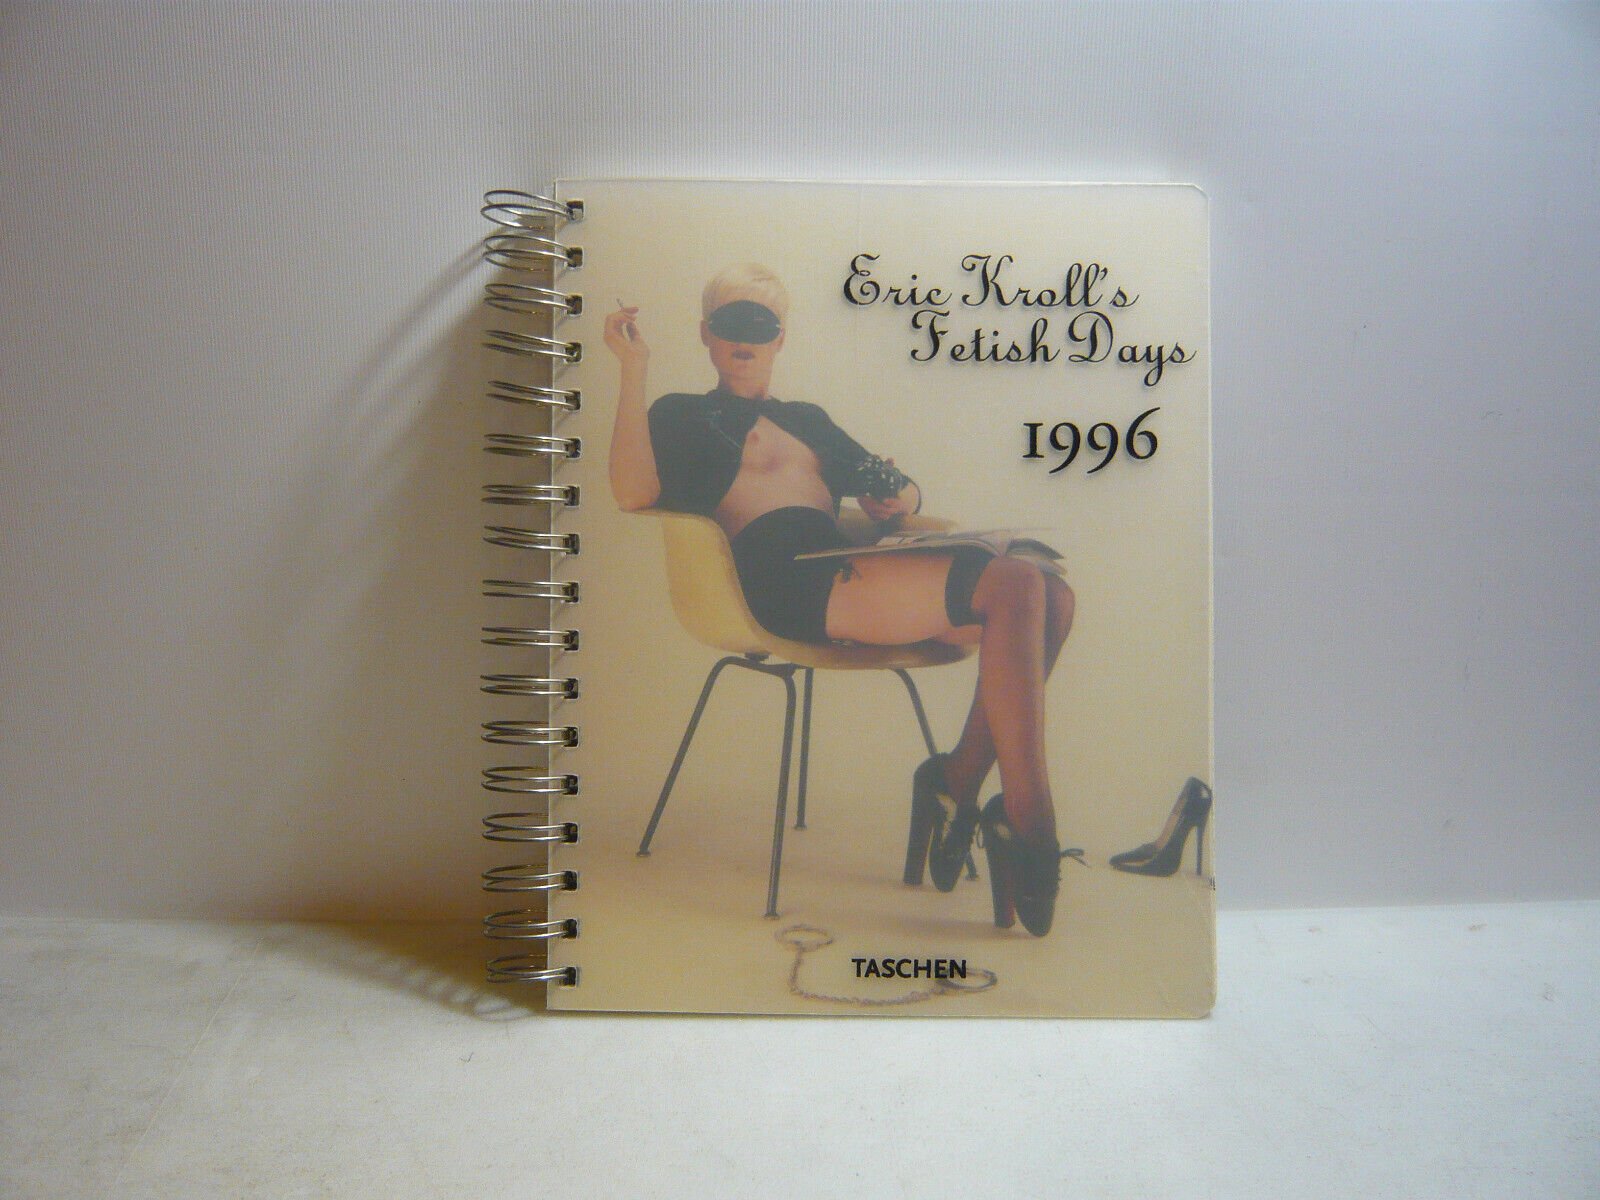 Eric Kroll's
Fetish Days
1996
TASCHEN